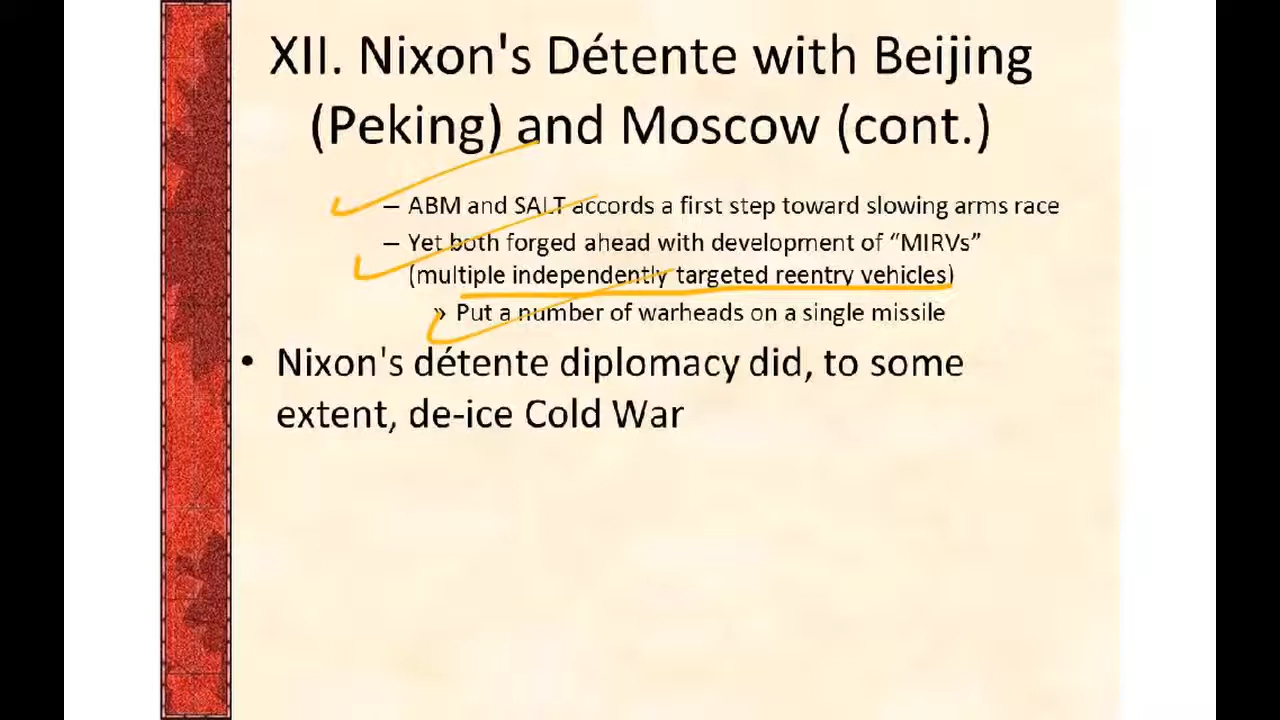 XII. Nixon's Détente with Beijing
(Peking) and Moscow (cont.)
– ABM and SALT accords a first step toward slowing arms race
– Yet both forged ahead with development of “MIRVs”
(multiple independently targeted reentry vehicles)
» Put a number of warheads on a single missile
• Nixon's détente diplomacy did, to some
extent, de-ice Cold War